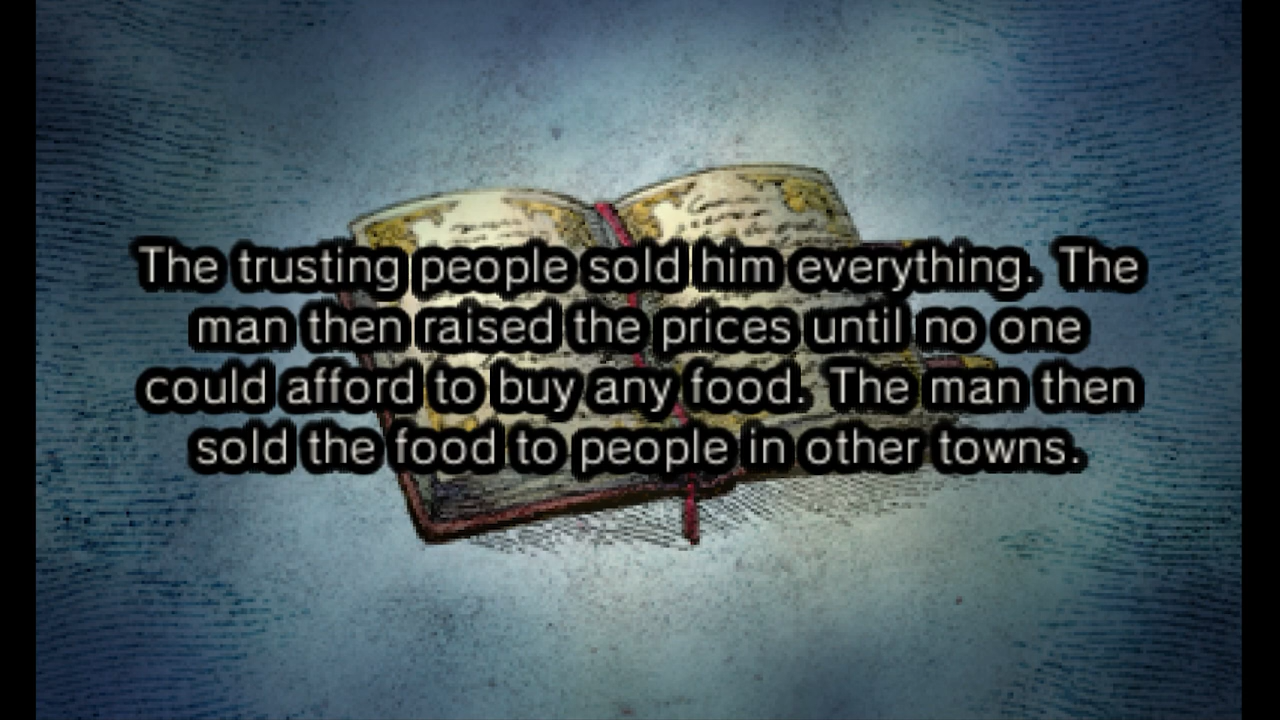 The trusting people sold him everything. The
man then raised the prices until no one
could afford to buy any food. The man then
sold the food to people in other towns.